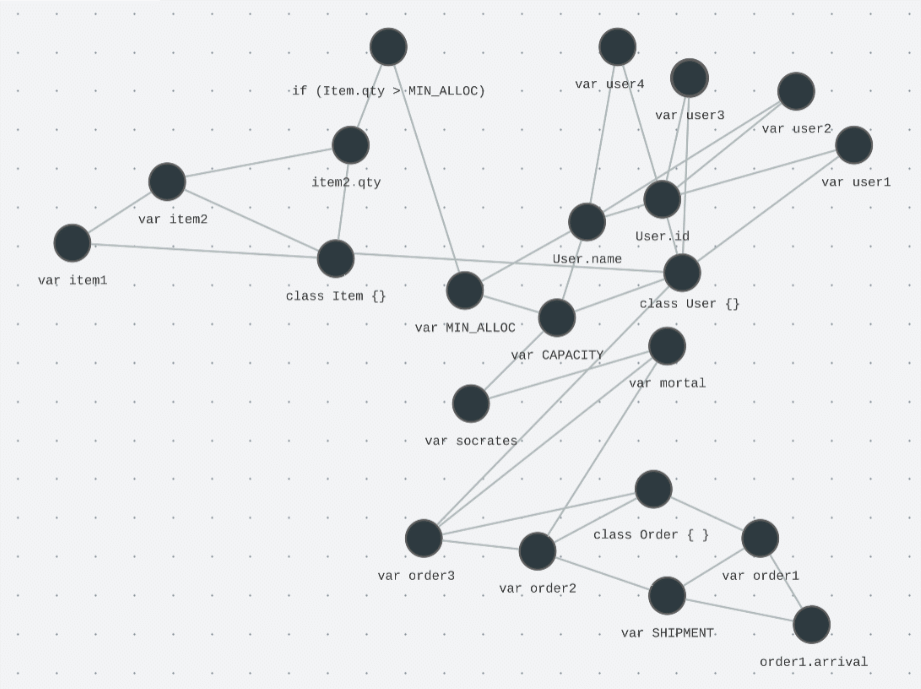 if (Item.qty > MIN_ALLOC)
var user4
var user3
var user2
item2.qty
var user1
var item2
User.id
User.name
var item1
class Item {}
class User {}
var MIN_ALLOC
var CAPACITY
var mortal
var socrates
class Order { }
var order3
var order1
var order2
var SHIPMENT
order1.arrival